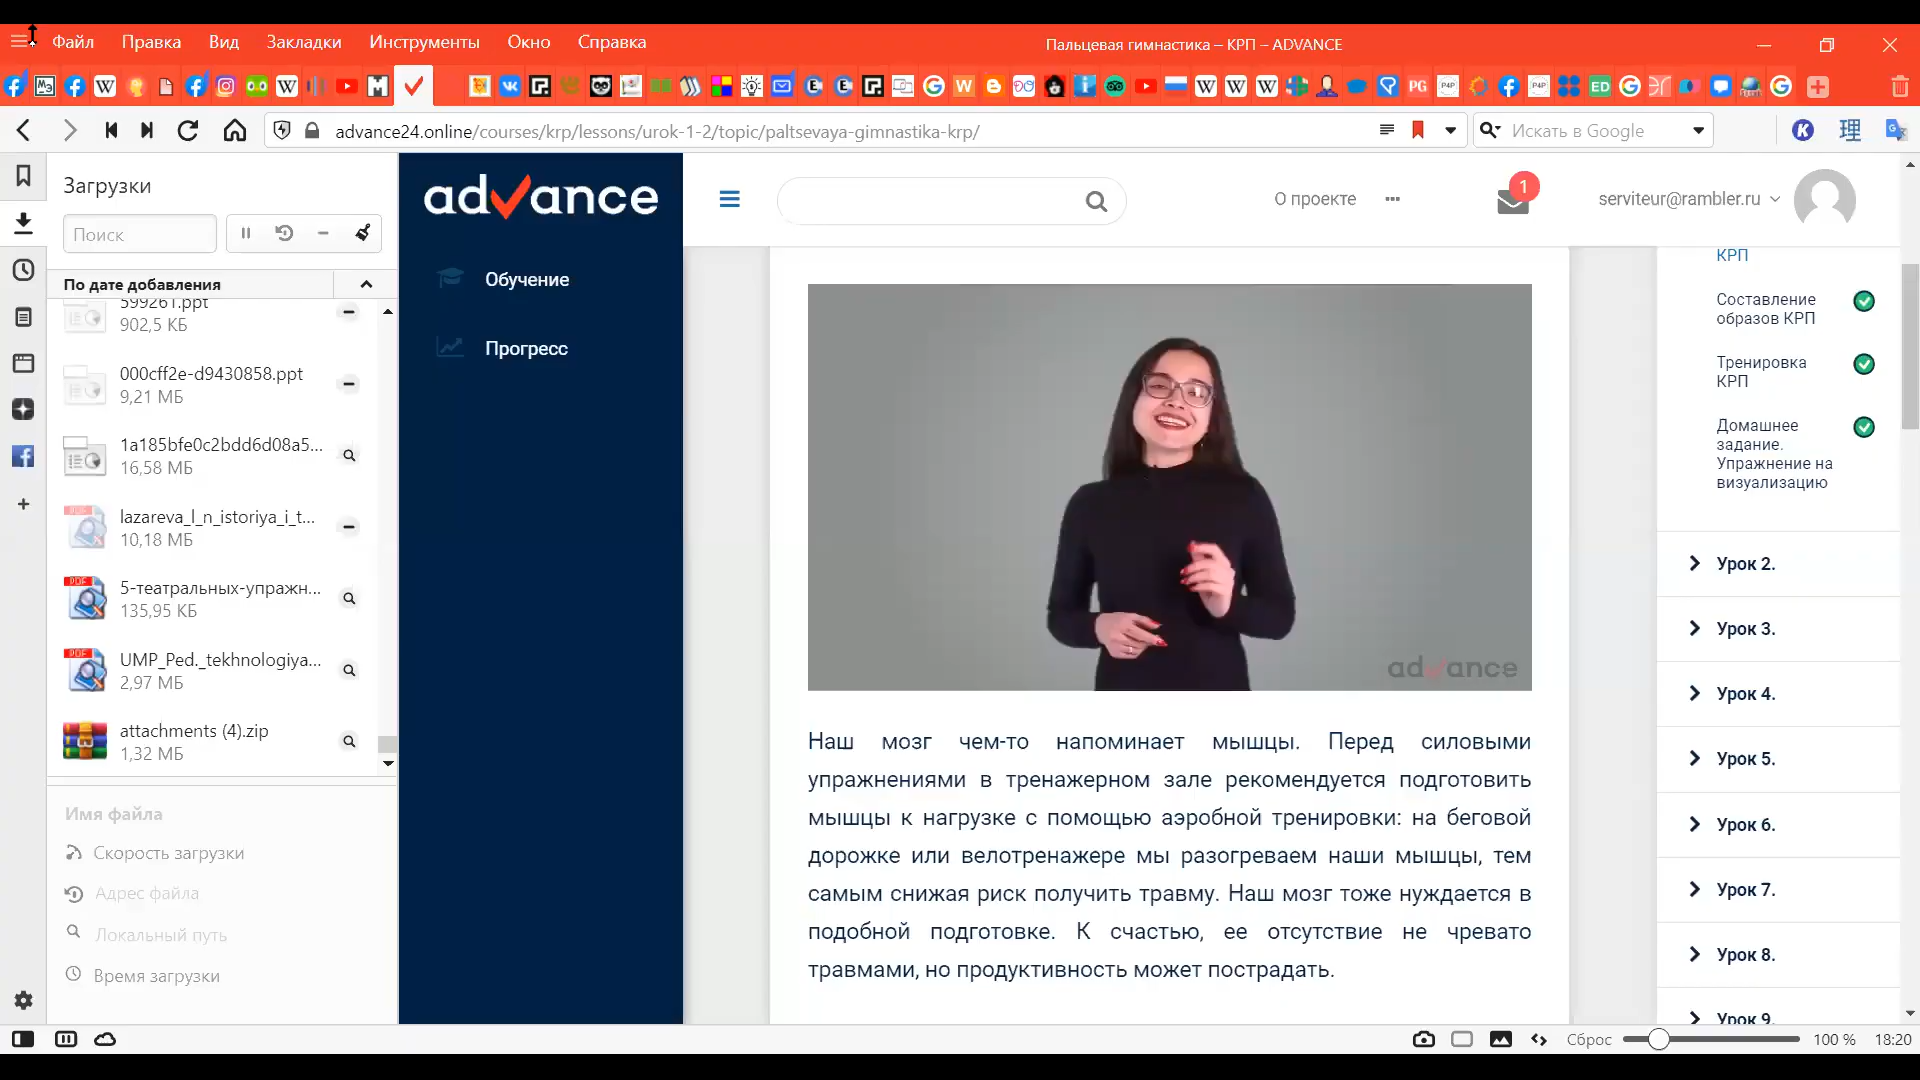 Файл Правка Вид Закладки Инструменты Окно Справка
Пальцевая гимнастика – КРП – ADVANCE
advance24.online/courses/krp/lessons/urok-1-2/topic/paltsevaya-gimnastika-krp/
Искать в Google
Загрузки
Поиск
По дате добавления
599261.ppt
902,5 КБ
000cff2e-d9430858.ppt
9,21 МБ
1a185bfe0c2bdd6d08a5...
16,58 МБ
lazareva_l_n_istoriya_i_t...
10,18 МБ
5-театральных-упражн...
135,95 КБ
UMP_Ped._tekhnologiya...
2,97 МБ
attachments (4).zip
1,32 МБ
Имя файла
Скорость загрузки
Адрес файла
Локальный путь
Время загрузки
advance
Обучение
Прогресс
О проекте
1
serviteur@rambler.ru
advance
Наш мозг чем-то напоминает мышцы. Перед силовыми
упражнениями в тренажерном зале рекомендуется подготовить
мышцы к нагрузке с помощью аэробной тренировки: на беговой
дорожке или велотренажере мы разогреваем наши мышцы, тем
самым снижая риск получить травму. Наш мозг тоже нуждается в
подобной подготовке. К счастью, ее отсутствие не чревато
травмами, но продуктивность может пострадать.
КРП
Составление
образов КРП
Тренировка
КРП
Домашнее
задание.
Упражнение на
визуализацию
Урок 2.
Урок 3.
Урок 4.
Урок 5.
Урок 6.
Урок 7.
Урок 8.
Урок 9.
Сброс
100 %
18:20